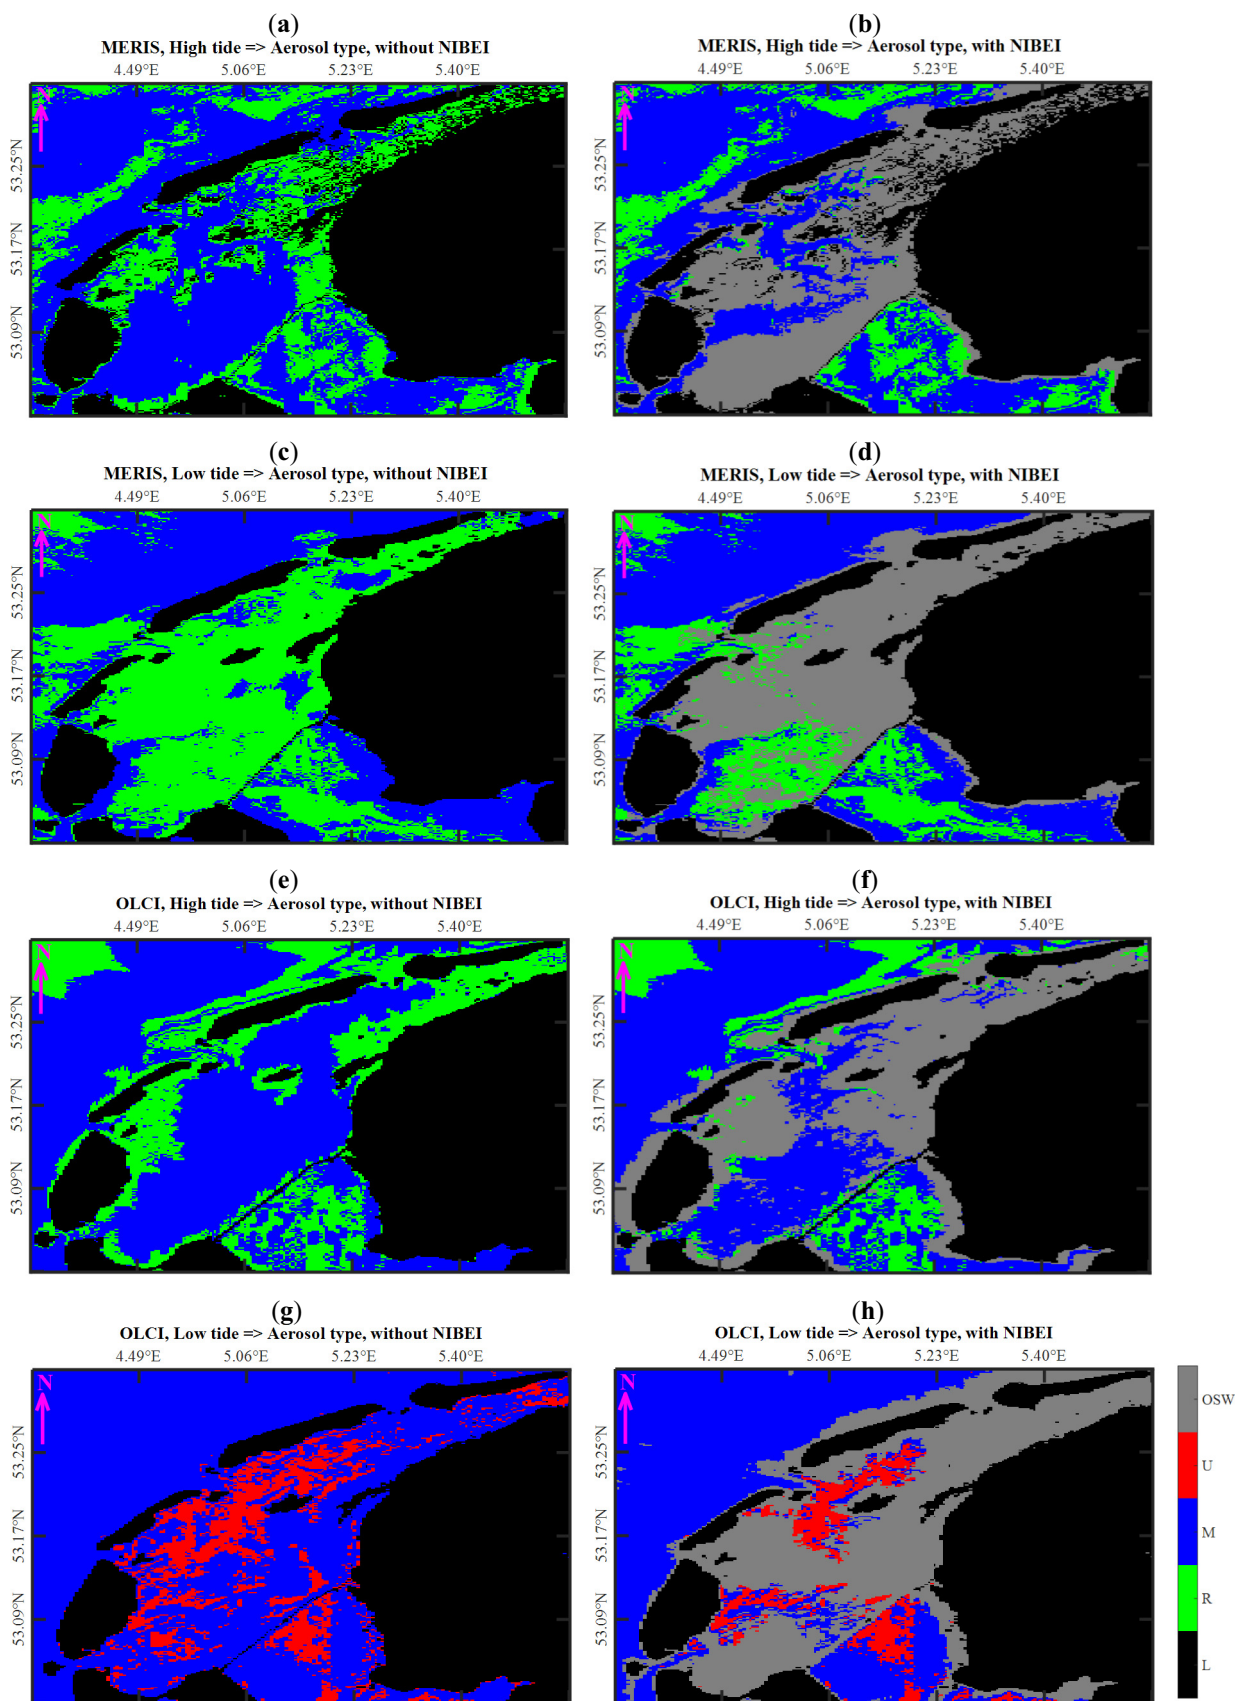 (a) (b)
MERIS, High tide => Aerosol type, without NIBEI MERIS, High tide => Aerosol type, with NIBEI
4.49°E 5.06°E 5.23°E 5.40°E 4.49°E 5.06°E 5.23°E 5.40°E
N N
53.25°N 53.25°N
53.17°N 53.17°N
53.09°N 53.09°N
(c) (d)
MERIS, Low tide => Aerosol type, without NIBEI MERIS, Low tide => Aerosol type, with NIBEI
4.49°E 5.06°E 5.23°E 5.40°E 4.49°E 5.06°E 5.23°E 5.40°E
N N
53.25°N 53.25°N
53.17°N 53.17°N
53.09°N 53.09°N
(e) (f)
OLCI, High tide => Aerosol type, without NIBEI OLCI, High tide => Aerosol type, with NIBEI
4.49°E 5.06°E 5.23°E 5.40°E 4.49°E 5.06°E 5.23°E 5.40°E
N N
53.25°N 53.25°N
53.17°N 53.17°N
53.09°N 53.09°N
(g) (h)
OLCI, Low tide => Aerosol type, without NIBEI OLCI, Low tide => Aerosol type, with NIBEI
4.49°E 5.06°E 5.23°E 5.40°E 4.49°E 5.06°E 5.23°E 5.40°E
N N
OSW
53.25°N 53.25°N
U
53.17°N 53.17°N
M
53.09°N 53.09°N
R
L